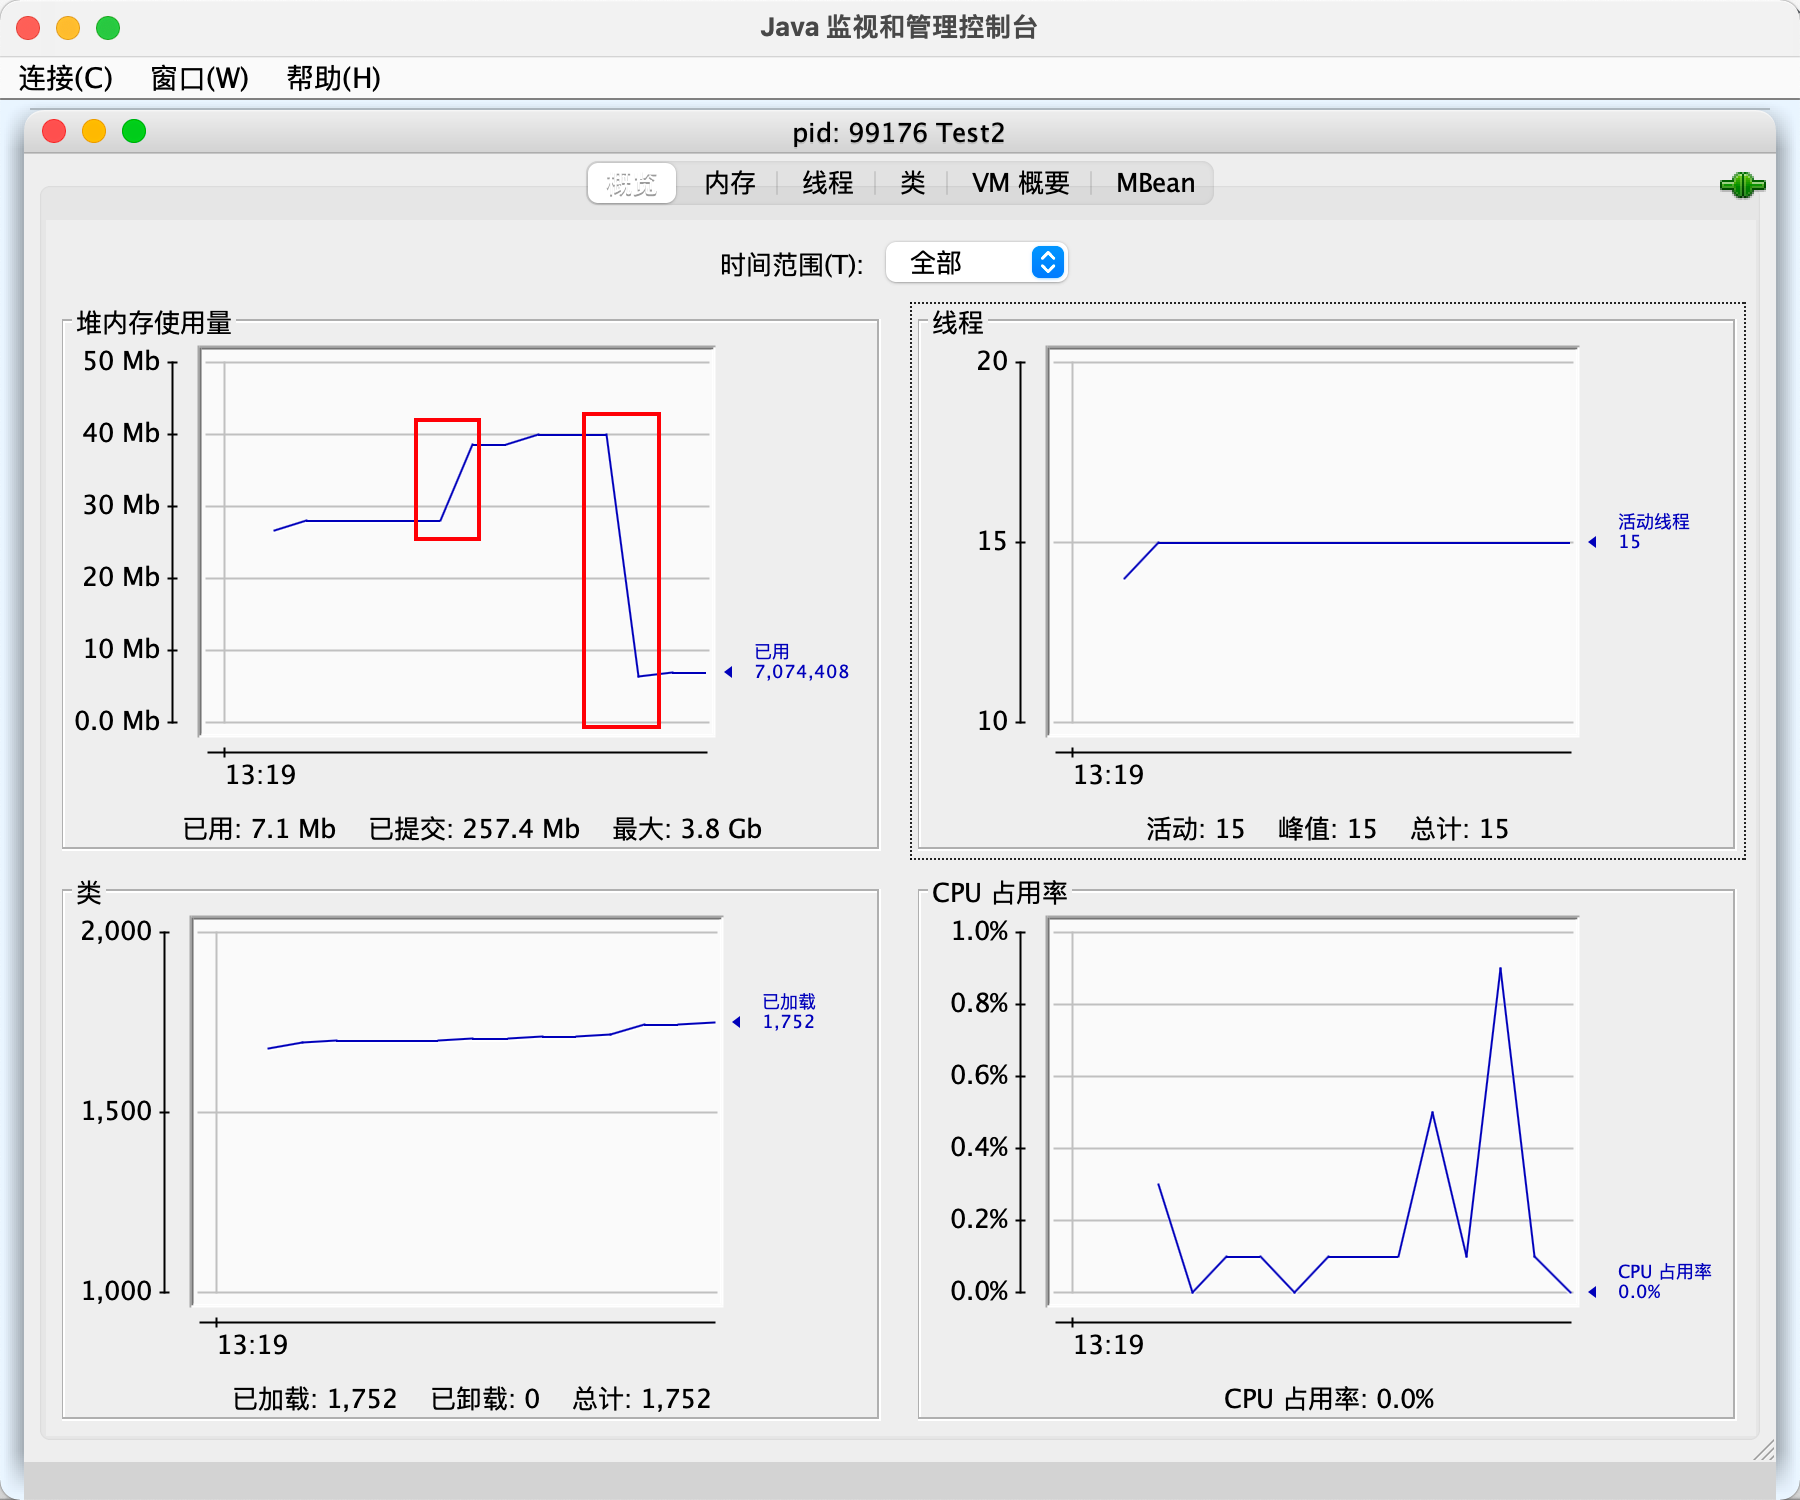 Java 监视和管理控制台
连接(C) 窗口(W) 帮助(H)
pid: 99176 Test2
概览 内存 线程 类 VM 概要 MBean
时间范围(T): 全部
堆内存使用量
50 Mb
40 Mb
30 Mb
20 Mb
10 Mb
0.0 Mb
已用
7,074,408
13:19
已用: 7.1 Mb 已提交: 257.4 Mb 最大: 3.8 Gb
线程
20
15
10
活动线程
15
13:19
活动: 15 峰值: 15 总计: 15
类
2,000
1,500
1,000
已加载
1,752
13:19
已加载: 1,752 已卸载: 0 总计: 1,752
CPU 占用率
1.0%
0.8%
0.6%
0.4%
0.2%
0.0%
CPU 占用率
0.0%
13:19
CPU 占用率: 0.0%